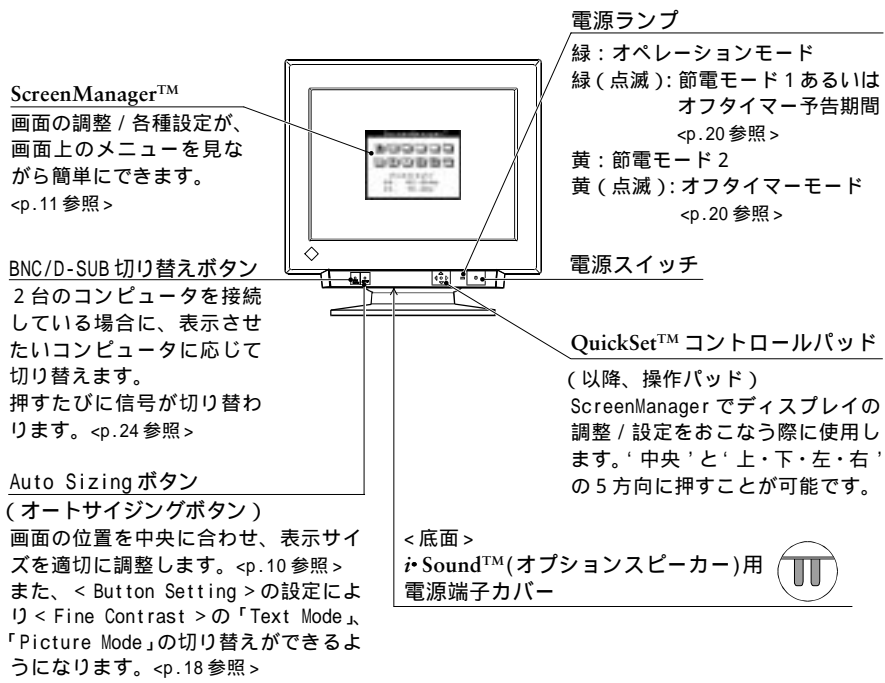 ScreenManager™
画面の調整/各種設定が、
画面上のメニューを見な
がら簡単にできます。
<p.11参照>
BNC/D-SUB切り替えボタン
2台のコンピュータを接続
している場合に、表示させ
たいコンピュータに応じて
切り替えます。
押すたびに信号が切り替わ
ります。<p.24参照>
Auto Sizingボタン
(オートサイジングボタン)
画面の位置を中央に合わせ、表示サイ
ズを適切に調整します。<p.10参照>
また、<Button Setting>の設定によ
り<Fine Contrast>の「Text Mode」、
「Picture Mode」の切り替えができるよ
うになります。<p.18参照>
電源ランプ
緑:オペレーションモード
緑(点滅):節電モード1あるいは
オフタイマー予告期間
<p.20参照>
黄:節電モード2
黄(点滅):オフタイマーモード
<p.20参照>
電源スイッチ
QuickSet™コントロールパッド
(以降、操作パッド)
ScreenManagerでディスプレイの
調整/設定をおこなう際に使用し
ます。‘中央’と‘上・下・左・右’
の5方向に押すことが可能です。
<底面>
i・Sound™(オプションスピーカー)用
電源端子カバー